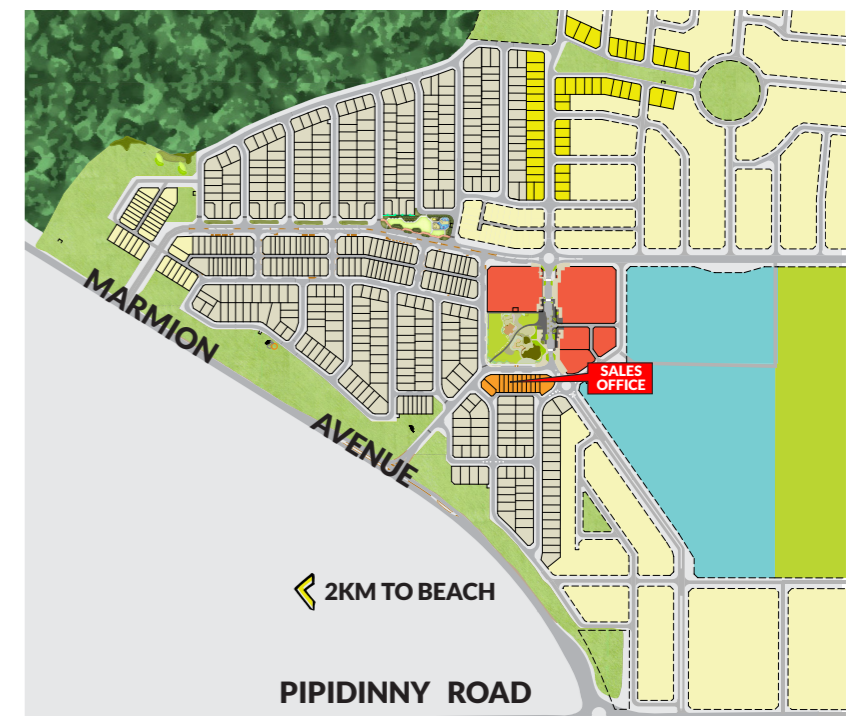 MARMION
AVENUE
SALES
OFFICE
2KM TO BEACH
PIPIDINNY ROAD